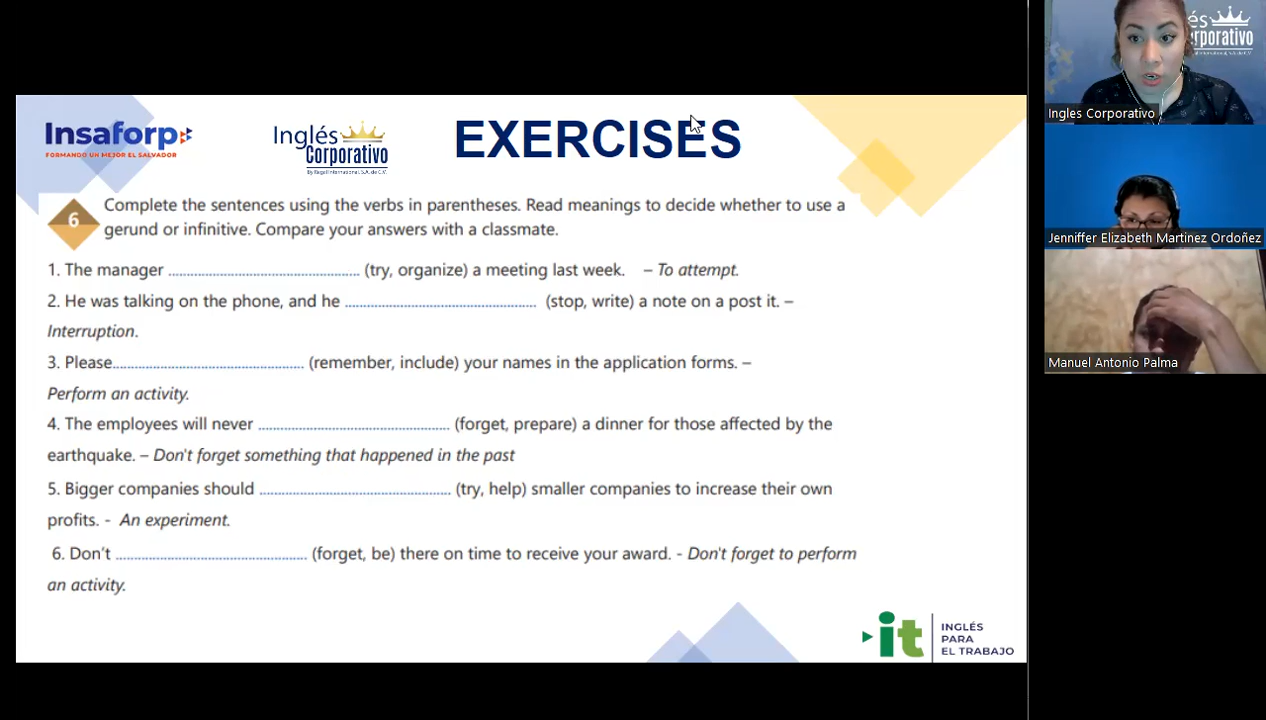 Insaforp
FORMANDO UN MEJOR EL SALVADOR
Inglés
Corporativo
By Regal International, S.A. de C.V.
EXERCISES
6
Complete the sentences using the verbs in parentheses. Read meanings to decide whether to use a
gerund or infinitive. Compare your answers with a classmate.
1. The manager ........................................................ (try, organize) a meeting last week. – To attempt.
2. He was talking on the phone, and he ........................................................ (stop, write) a note on a post it. –
Interruption.
3. Please........................................................ (remember, include) your names in the application forms. –
Perform an activity.
4. The employees will never ........................................................ (forget, prepare) a dinner for those affected by the
earthquake. – Don't forget something that happened in the past
5. Bigger companies should ........................................................ (try, help) smaller companies to increase their own
profits. - An experiment.
6. Don't ........................................................ (forget, be) there on time to receive your award. - Don't forget to perform
an activity.
it
INGLÉS
PARA
EL TRABAJO
és
rporativo
Ingles Corporativo
Jenniffer Elizabeth Martinez Ordoñez
Manuel Antonio Palma